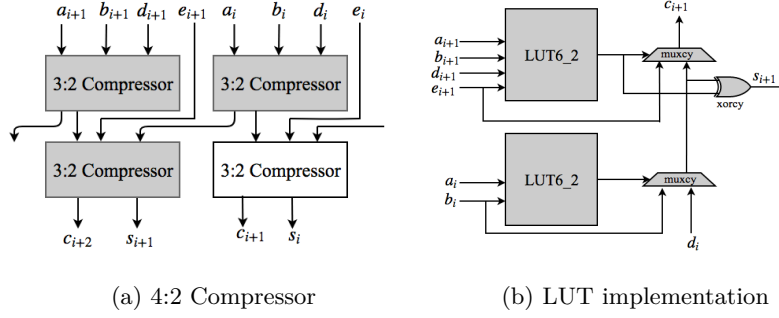 a_{i+1} b_{i+1} d_{i+1} e_{i+1} a_i b_i d_i e_i
3:2 Compressor 3:2 Compressor
3:2 Compressor 3:2 Compressor
c_{i+2} s_{i+1} c_{i+1} s_i
(a) 4:2 Compressor
c_{i+1}
a_{i+1}
b_{i+1}
d_{i+1}
e_{i+1}
LUT6_2
muxcy
s_{i+1}
xorcy
a_i
b_i
LUT6_2
muxcy
d_i
(b) LUT implementation